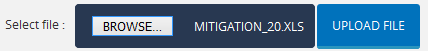 Select file : BROWSE... MITIGATION_20.XLS UPLOAD FILE